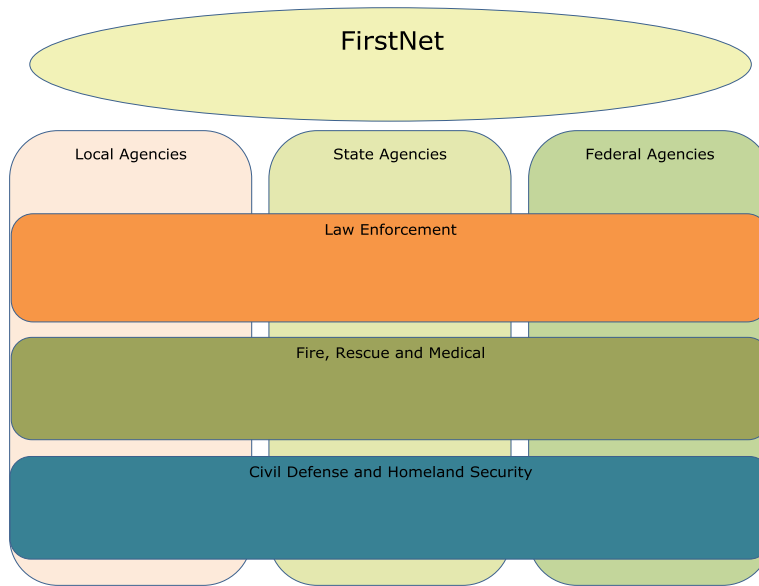 FirstNet
Local Agencies
State Agencies
Federal Agencies
Law Enforcement
Fire, Rescue and Medical
Civil Defense and Homeland Security